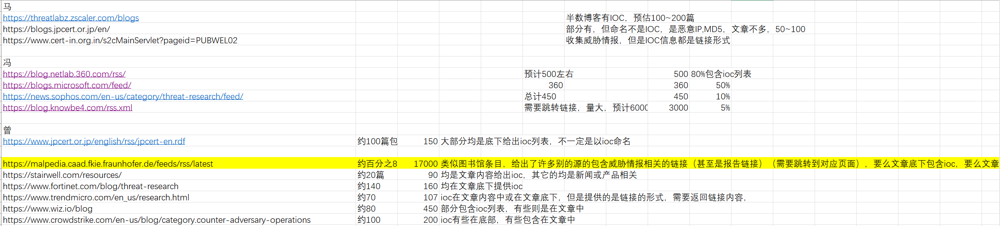 马
https://threatlabz.zscaler.com/blogs 半数博客有IOC，预估100~200篇
https://blogs.jpcert.or.jp/en/ 部分有，但命名不是IOC，是恶意IP,MD5，文章不多，50~100
https://www.cert-in.org.in/s2cMainServlet?pageid=PUBWEL02 收集威胁情报，但是IOC信息都是链接形式
冯
https://blog.netlab.360.com/rss/ 预计500左右 500 80%包含ioc列表
https://blogs.microsoft.com/feed/ 360 360 50%
https://news.sophos.com/en-us/category/threat-research/feed/ 总计450 450 10%
https://blog.knowbe4.com/rss.xml 需要跳转链接，量大，预计6000 3000 5%
曾
https://www.jpcert.or.jp/english/rss/jpcert-en.rdf 约100篇包 150 大部分均是底下给出ioc列表，不一定是以ioc命名
https://malpedia.caad.fkie.fraunhofer.de/feeds/rss/latest 约百分之8 17000 类似图书馆条目，给出了许多别的源的包含威胁情报相关的链接（甚至是报告链接）（需要跳转到对应页面），要么文章底下包含ioc，要么文章
https://stairwell.com/resources/ 约20篇 90 均是文章内容给出ioc，其它的均是新闻或产品相关
https://www.fortinet.com/blog/threat-research 约140 160 均在文章底下提供ioc
https://www.trendmicro.com/en_us/research.html 约70 107 ioc在文章内容中或在文章底下，但是提供的是链接的形式，需要返回链接内容，
https://www.wiz.io/blog 约80 450 部分包含ioc列表，有些则是在文章中
https://www.crowdstrike.com/en-us/blog/category.counter-adversary-operations 约100 200 ioc有些在底部，有些包含在文章中